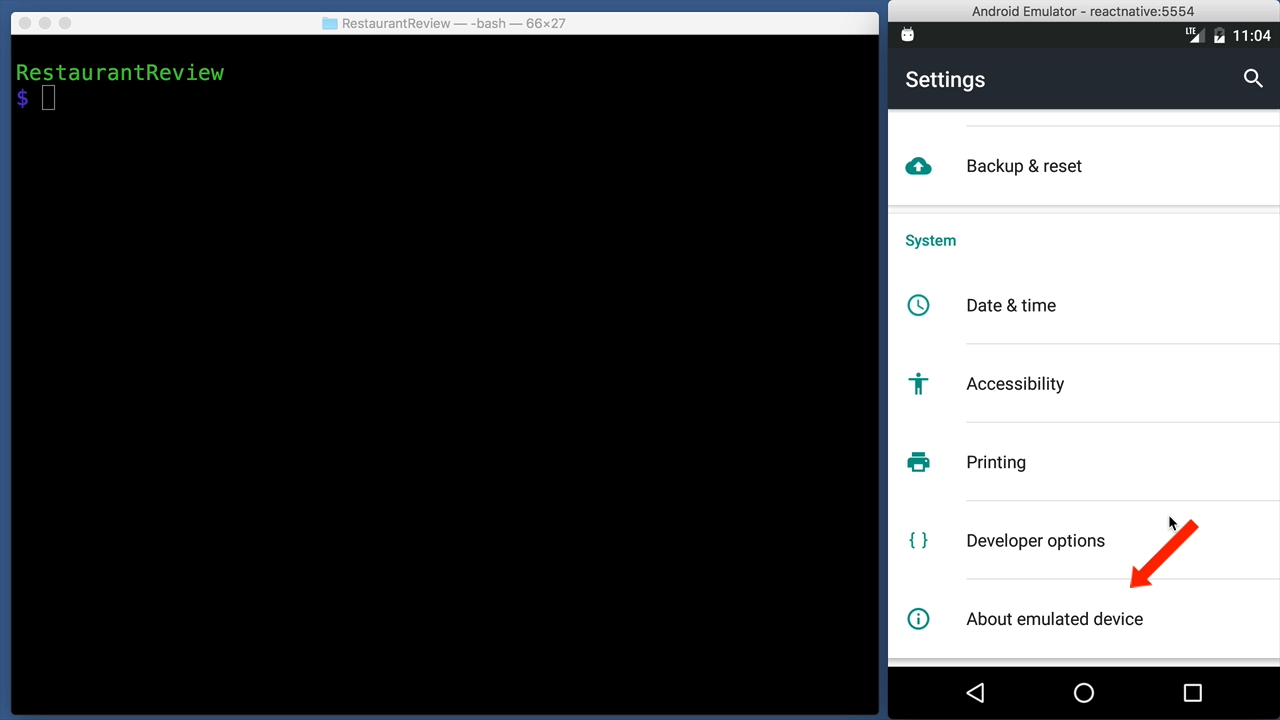 RestaurantReview — -bash — 66×27
RestaurantReview
$
Android Emulator - reactnative:5554
LTE 11:04
Settings
Backup & reset
System
Date & time
Accessibility
Printing
{ } Developer options
About emulated device